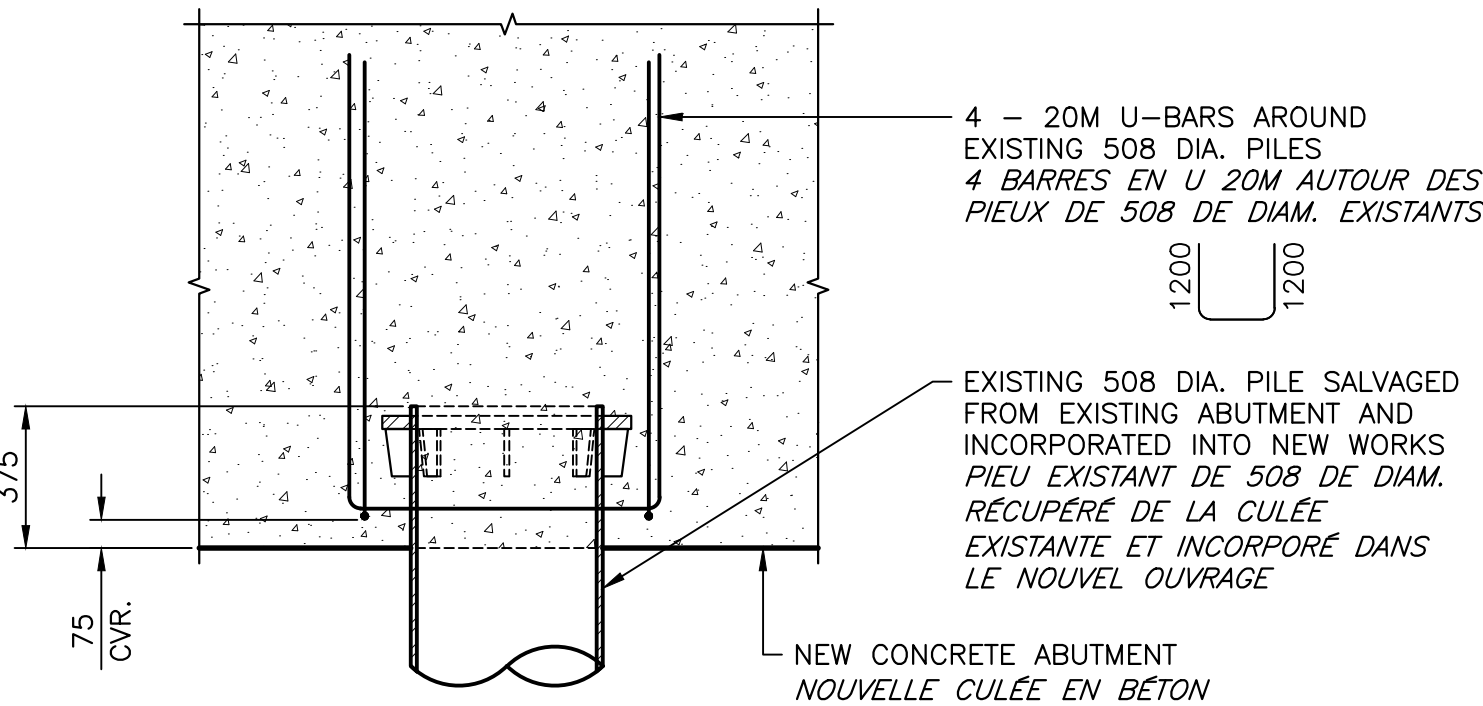 4 - 20M U-BARS AROUND
EXISTING 508 DIA. PILES
4 BARRES EN U 20M AUTOUR DES
PIEUX DE 508 DE DIAM. EXISTANTS
1200
1200
EXISTING 508 DIA. PILE SALVAGED
FROM EXISTING ABUTMENT AND
INCORPORATED INTO NEW WORKS
PIEU EXISTANT DE 508 DE DIAM.
RÉCUPÉRÉ DE LA CULÉE
EXISTANTE ET INCORPORÉ DANS
LE NOUVEL OUVRAGE
375
75
CVR.
NEW CONCRETE ABUTMENT
NOUVELLE CULÉE EN BÉTON